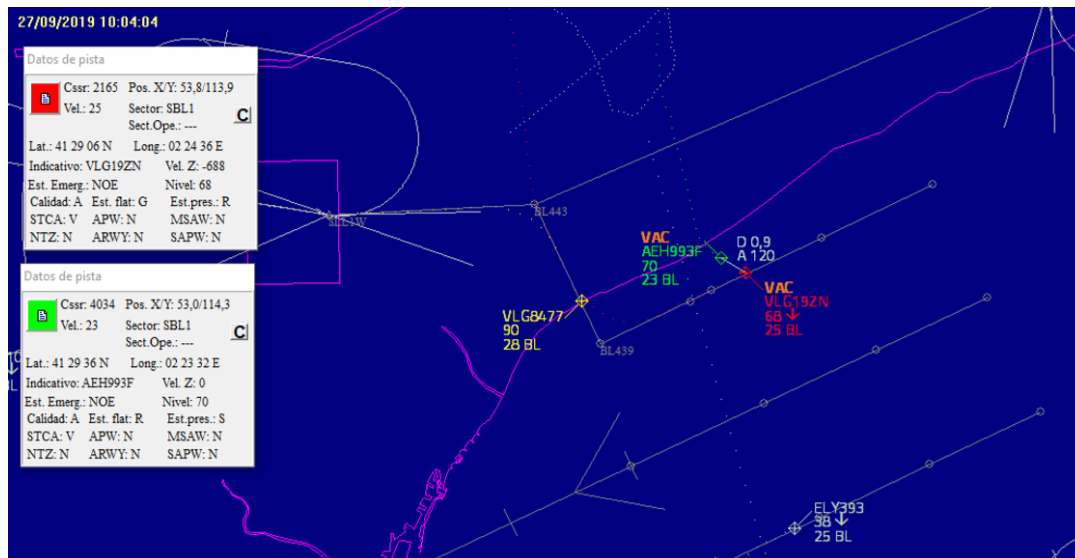 27/09/2019 10:04:04
Datos de pista
Cssr: 2165 Pos. X/Y: 53,8/113,9
Vel.: 25 Sector: SBL1
C
Sect.Ope.: ---
Lat.: 41 29 06 N Long.: 02 24 36 E
Indicativo: VLG19ZN Vel. Z: -688
Est. Emerg.: NOE Nivel: 68
Calidad: A Est. flat: G Est.pres.: R
STCA: V APW: N MSAW: N
NTZ: N ARWY: N SAPW: N
Datos de pista
Cssr: 4034 Pos. X/Y: 53,0/114,3
Vel.: 23 Sector: SBL1
C
Sect.Ope.: ---
Lat.: 41 29 36 N Long.: 02 23 32 E
Indicativo: AEH993F Vel. Z: 0
Est. Emerg.: NOE Nivel: 70
Calidad: A Est. flat: R Est.pres.: S
STCA: V APW: N MSAW: N
NTZ: N ARWY: N SAPW: N
BL443
VAC
AEH993F
70
23 BL
D 0,9
A 120
VAC
VLG19ZN
68 ↓
25 BL
VLG8477
90
28 BL
BL439
ELY393
38 ↓
25 BL